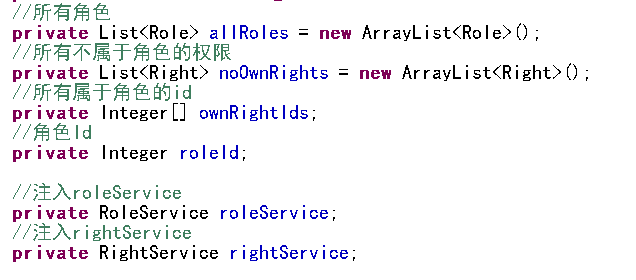 //所有角色
private List<Role> allRoles = new ArrayList<Role>();
//所有不属于角色的权限
private List<Right> noOwnRights = new ArrayList<Right>();
//所有属于角色的id
private Integer[] ownRightIds;
//角色Id
private Integer roleId;
//注入roleService
private RoleService roleService;
//注入rightService
private RightService rightService;